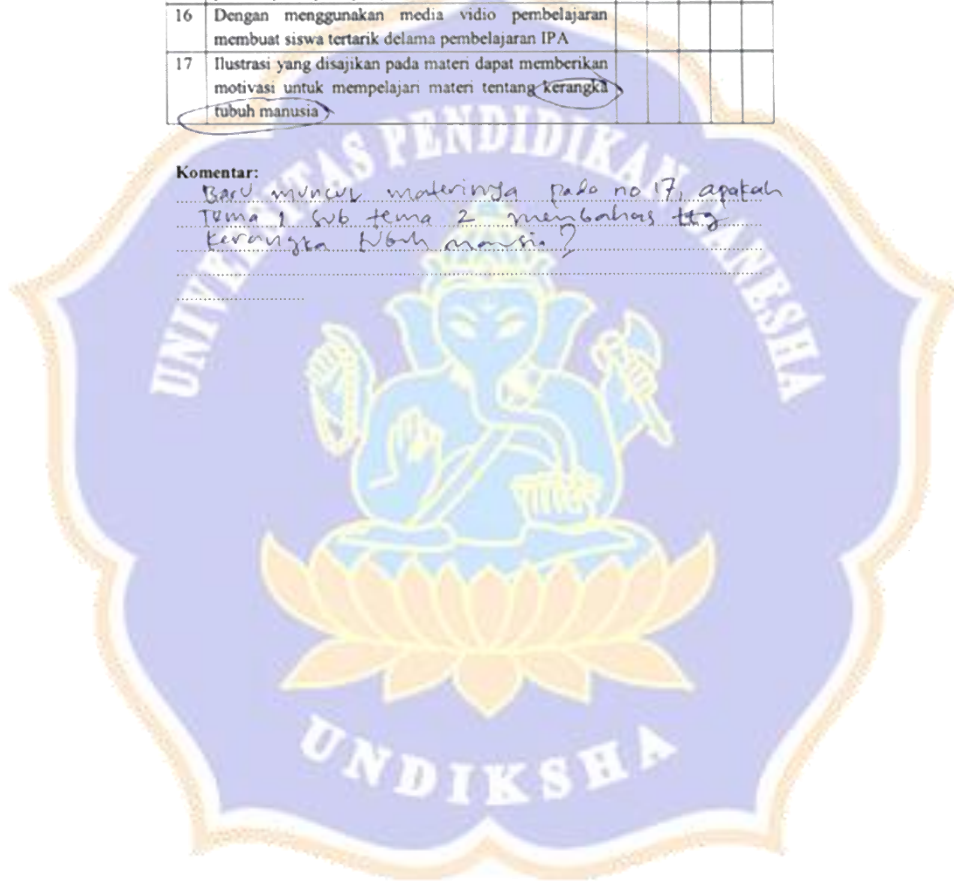 16 Dengan menggunakan media vidio pembelajaran
membuat siswa tertarik delama pembelajaran IPA
17 Ilustrasi yang disajikan pada materi dapat memberikan
motivasi untuk mempelajari materi tentang kerangka
tubuh manusia
Komentar:
Baru muncul materinya pada no 17, apakah
Tema 1 sub tema 2 membahas ttg
kerangka tubuh manusia?
UNIVERSITAS PENDIDIKAN GANESHA
UNDIKSHA